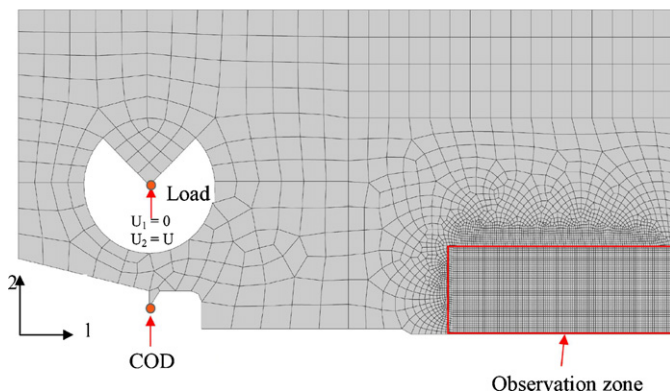 Load
U₁ = 0
U₂ = U
2
1
COD
Observation zone